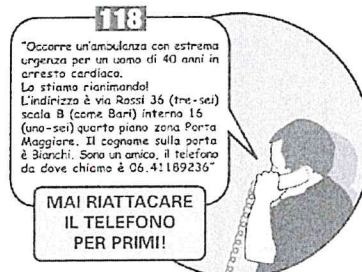 118
"Occorre un'ambulanza con estrema
urgenza per un uomo di 40 anni in
arresto cardiaco.
Lo stiamo rianimando!
L'indirizzo è via Rossi 36 (tre-sei)
scala B (come Bari) interno 16
(uno-sei) quarto piano zona Porta
Maggiore. Il cognome sulla porta
è Bianchi. Sono un amico, il telefono
da dove chiamo è 06.41189236"
MAI RIATTACARE
IL TELEFONO
PER PRIMI!